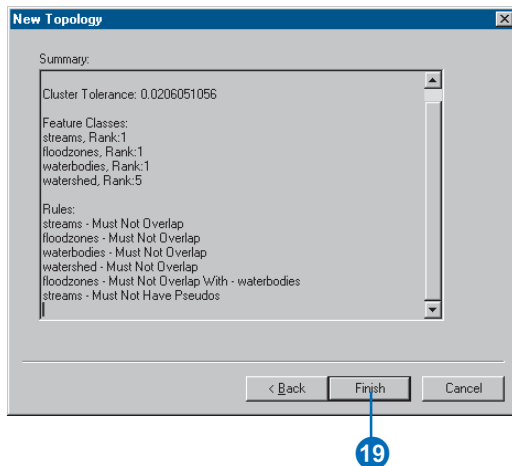 New Topology
Summary:
Cluster Tolerance: 0.0206051056
Feature Classes:
streams, Rank:1
floodzones, Rank:1
waterbodies, Rank:1
watershed, Rank:5
Rules:
streams - Must Not Overlap
floodzones - Must Not Overlap
waterbodies - Must Not Overlap
watershed - Must Not Overlap
floodzones - Must Not Overlap With - waterbodies
streams - Must Not Have Pseudos
< Back Finish Cancel
19